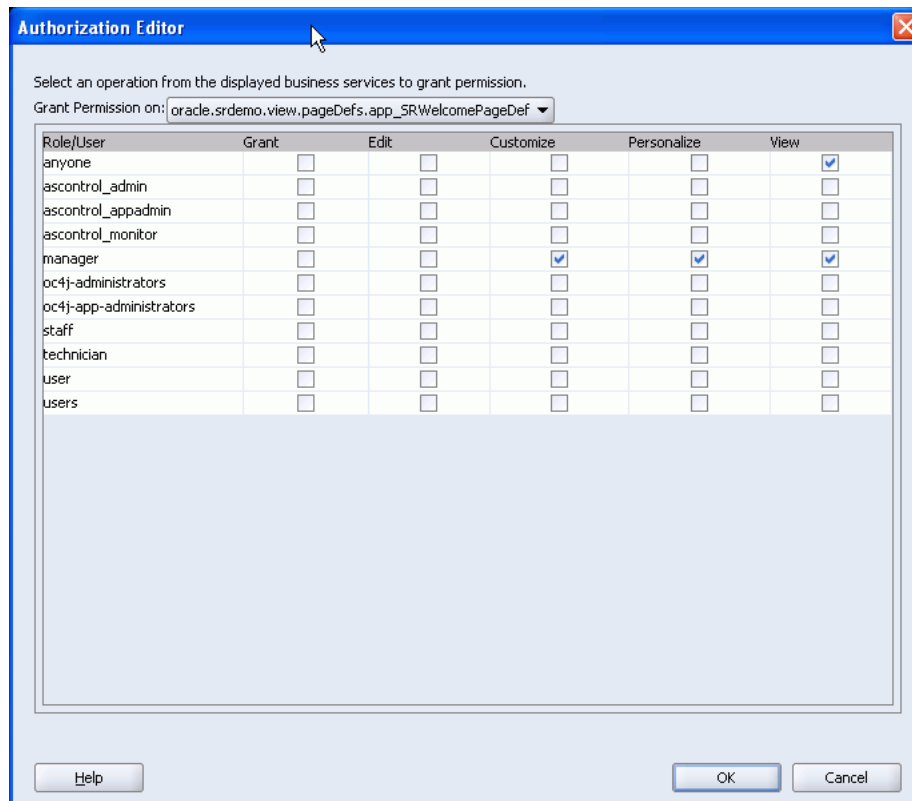 Authorization Editor
Select an operation from the displayed business services to grant permission.
Grant Permission on: oracle.srdemo.view.pageDefs.app_SRWelcomePageDef
Role/User Grant Edit Customize Personalize View
anyone
ascontrol_admin
ascontrol_appadmin
ascontrol_monitor
manager
oc4j-administrators
oc4j-app-administrators
staff
technician
user
users
Help OK Cancel